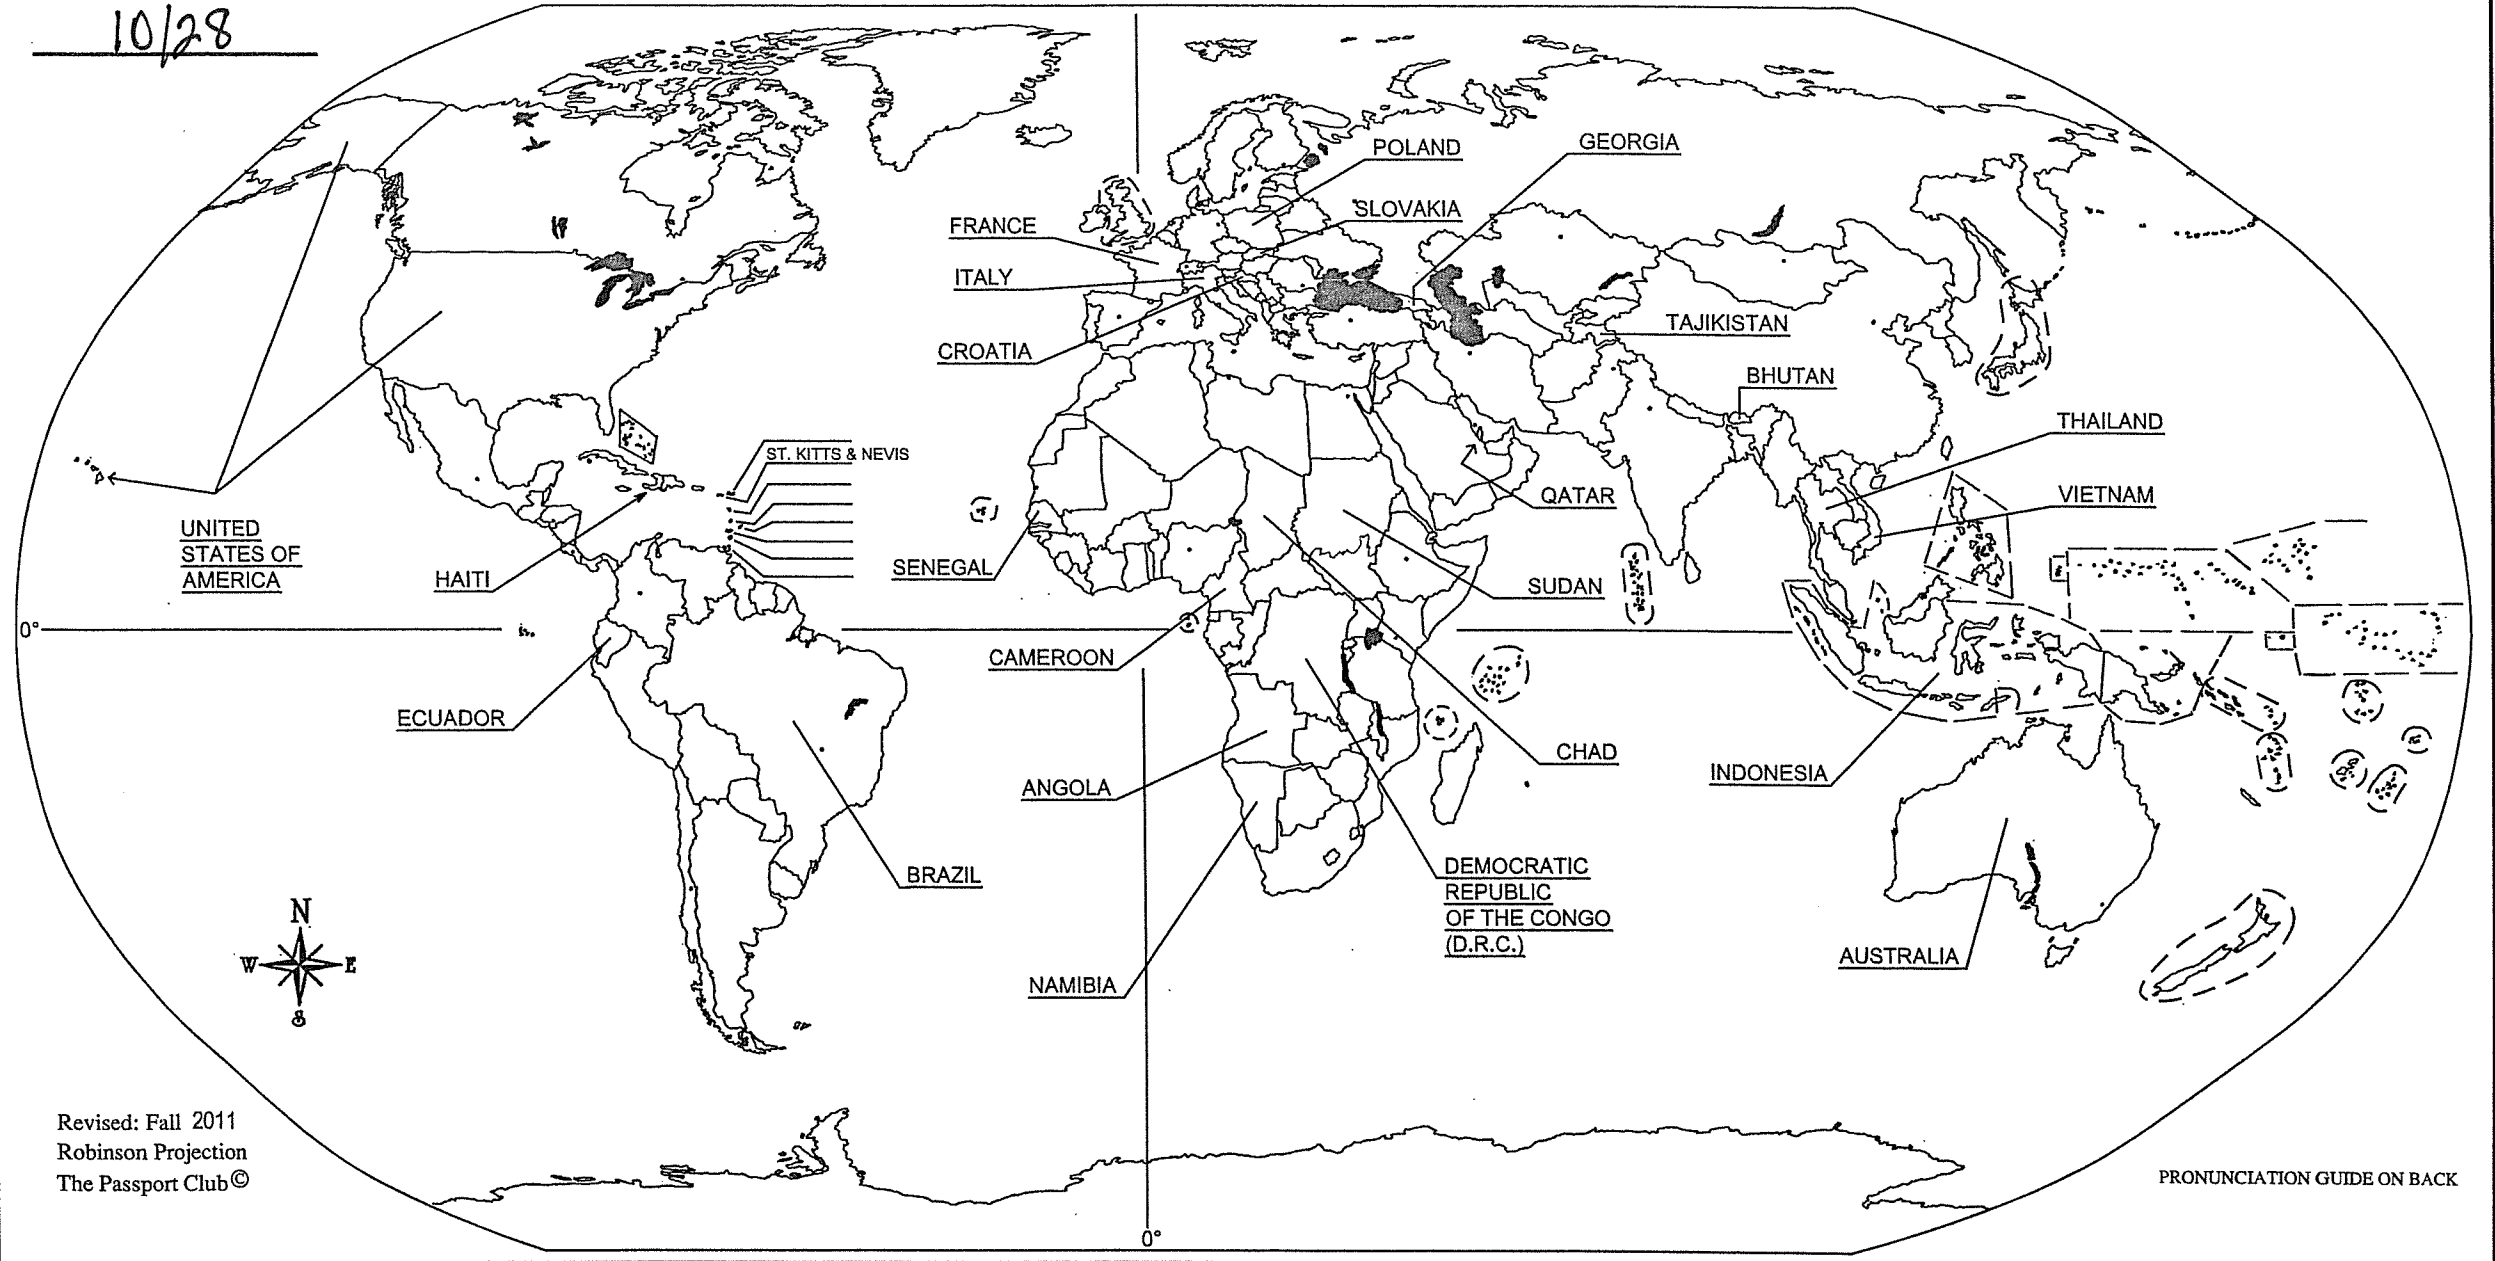 10/28
POLAND
GEORGIA
SLOVAKIA
FRANCE
ITALY
TAJIKISTAN
CROATIA
BHUTAN
THAILAND
ST. KITTS & NEVIS
QATAR
VIETNAM
UNITED
STATES OF
AMERICA
HAITI
SENEGAL
SUDAN
0°
CAMEROON
ECUADOR
CHAD
INDONESIA
ANGOLA
BRAZIL
DEMOCRATIC
REPUBLIC
OF THE CONGO
(D.R.C.)
N
W E
S
AUSTRALIA
NAMIBIA
Revised: Fall 2011
Robinson Projection
The Passport Club©
PRONUNCIATION GUIDE ON BACK
0°